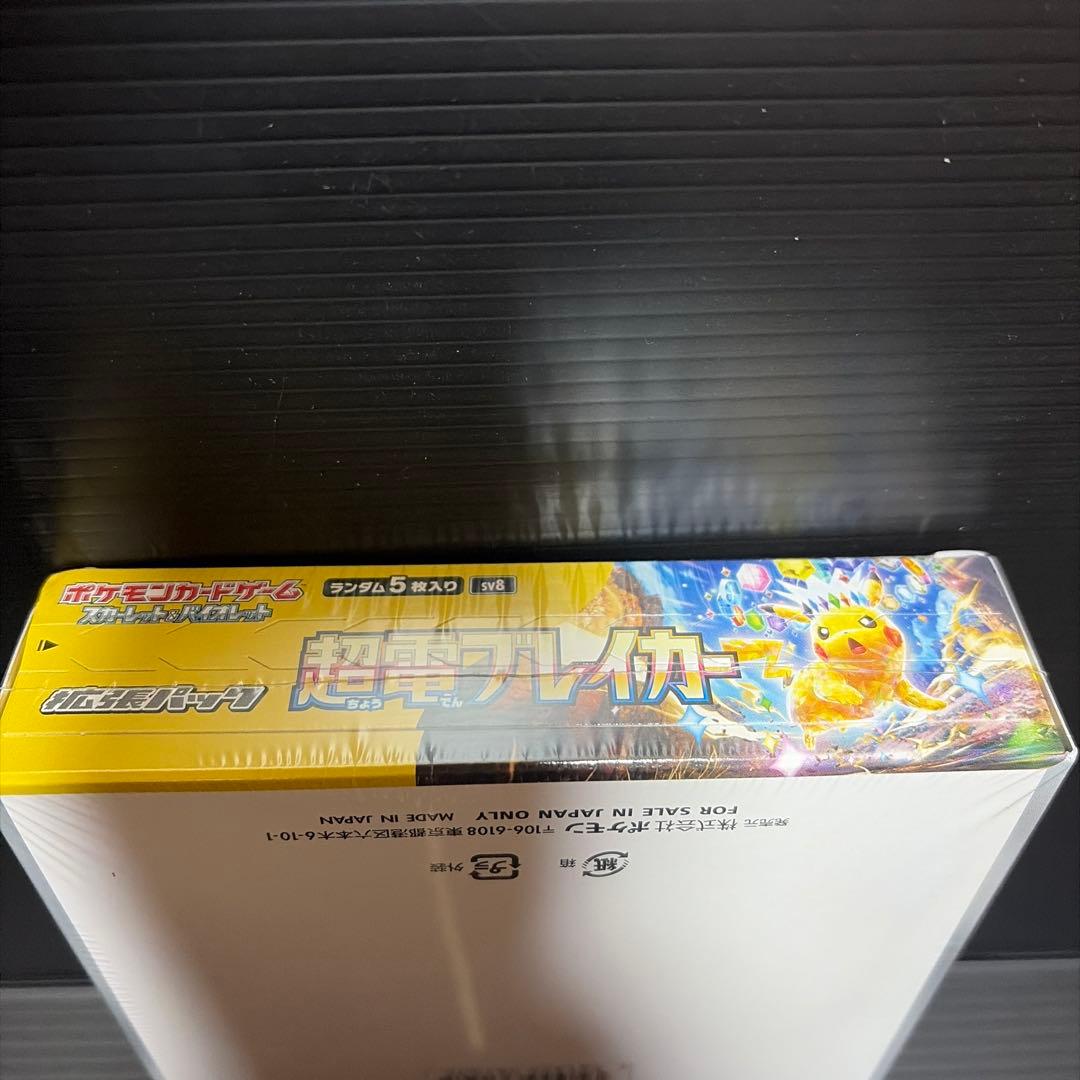 ポケモンカードゲーム
スカーレット&バイオレット
ランダム5枚入り SV8
超電ブレイカー
ちょう でん
拡張パック
紙 箱
プラ 外装
発売元 株式会社ポケモン 〒106-6108 東京都港区六本木6-10-1
FOR SALE IN JAPAN ONLY MADE IN JAPAN